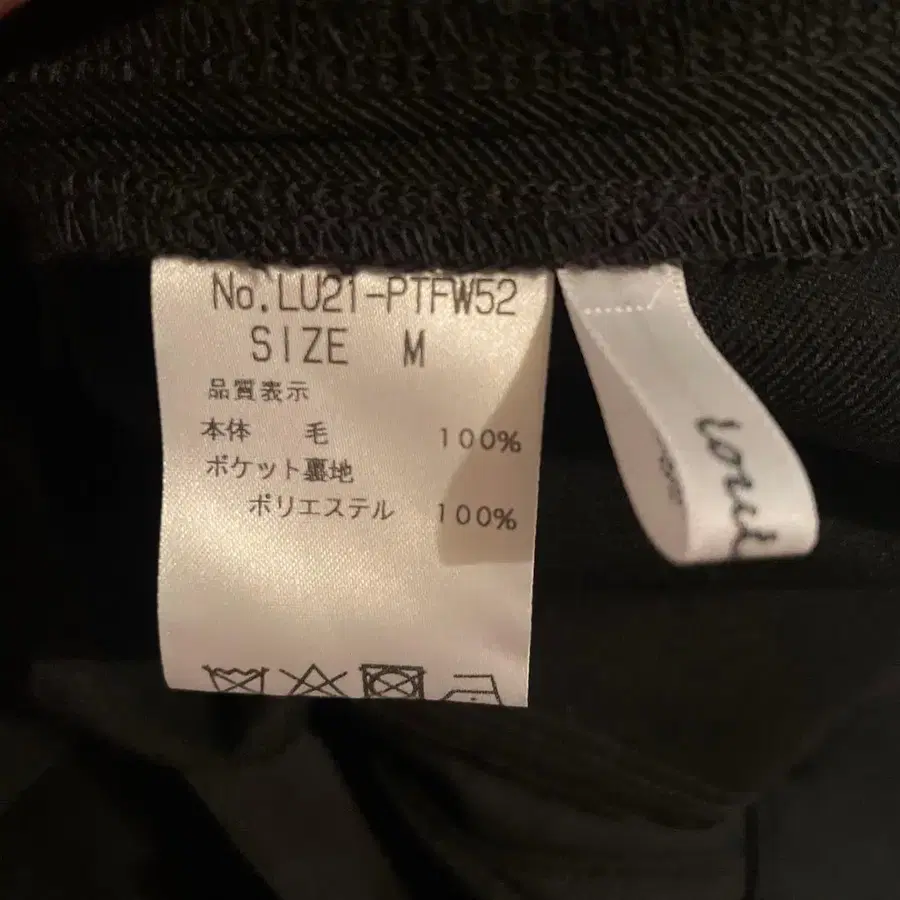 No.LU21-PTFW52
SIZE M
品質表示
本体 毛 100%
ポケット裏地
ポリエステル 100%